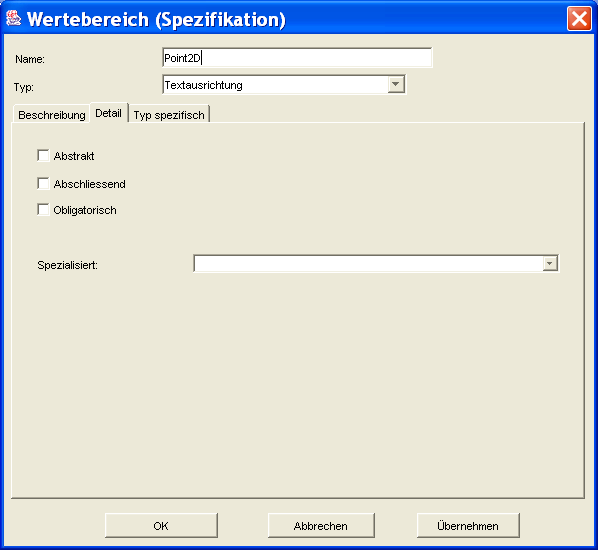 Wertebereich (Spezifikation)
Name: Point2D
Typ: Textausrichtung
Beschreibung Detail Typ spezifisch
Abstrakt
Abschliessend
Obligatorisch
Spezialisiert:
OK Abbrechen Übernehmen